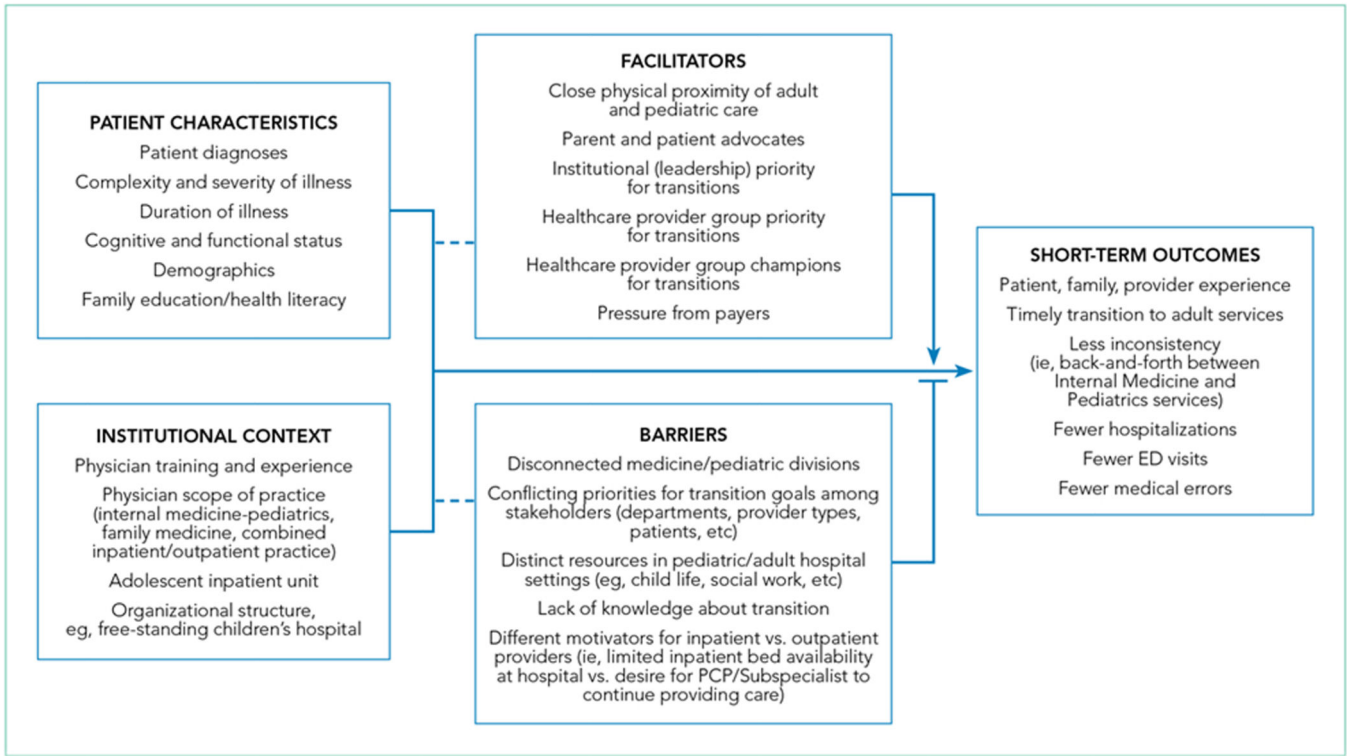 PATIENT CHARACTERISTICS
Patient diagnoses
Complexity and severity of illness
Duration of illness
Cognitive and functional status
Demographics
Family education/health literacy
INSTITUTIONAL CONTEXT
Physician training and experience
Physician scope of practice
(internal medicine-pediatrics,
family medicine, combined
inpatient/outpatient practice)
Adolescent inpatient unit
Organizational structure,
eg, free-standing children’s hospital
FACILITATORS
Close physical proximity of adult
and pediatric care
Parent and patient advocates
Institutional (leadership) priority
for transitions
Healthcare provider group priority
for transitions
Healthcare provider group champions
for transitions
Pressure from payers
BARRIERS
Disconnected medicine/pediatric divisions
Conflicting priorities for transition goals among
stakeholders (departments, provider types,
patients, etc)
Distinct resources in pediatric/adult hospital
settings (eg, child life, social work, etc)
Lack of knowledge about transition
Different motivators for inpatient vs. outpatient
providers (ie, limited inpatient bed availability
at hospital vs. desire for PCP/Subspecialist to
continue providing care)
SHORT-TERM OUTCOMES
Patient, family, provider experience
Timely transition to adult services
Less inconsistency
(ie, back-and-forth between
Internal Medicine and
Pediatrics services)
Fewer hospitalizations
Fewer ED visits
Fewer medical errors